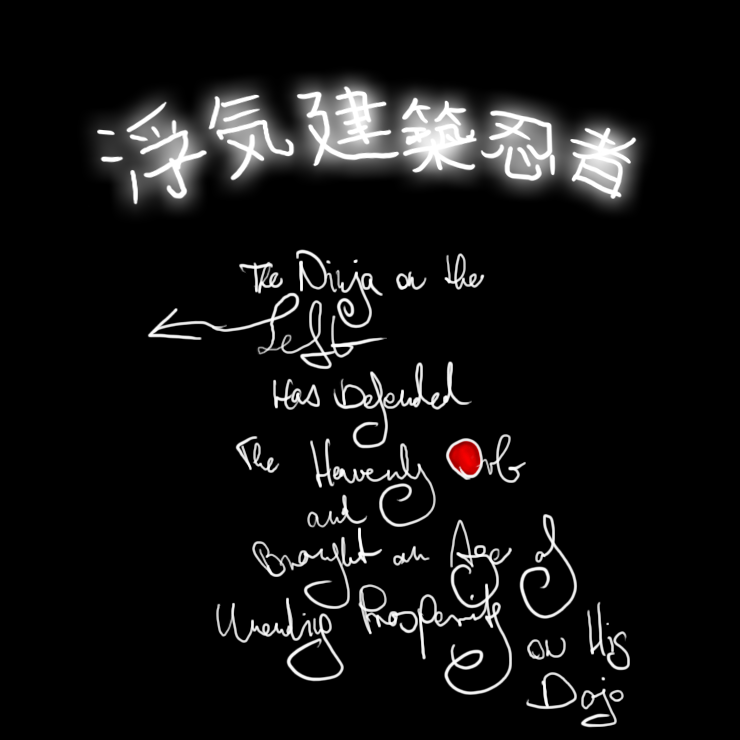 浮気建築忍者
The Ninja on the
Left
Has Defended
The Heavenly Orb
and
Brought an Age of
Unending Prosperity on His
Dojo